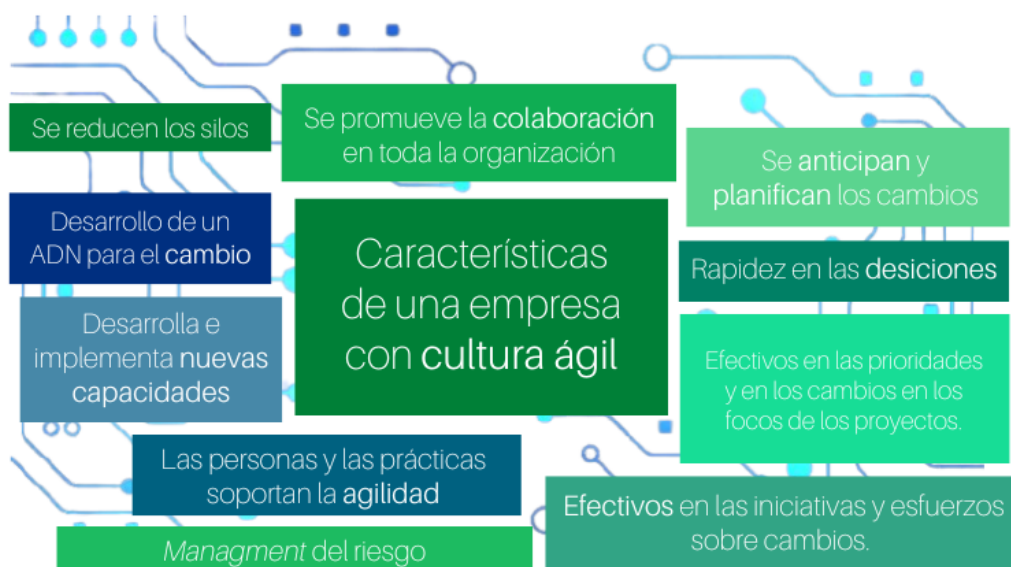 Se reducen los silos
Se promueve la colaboración
en toda la organización
Se anticipan y
planifican los cambios
Desarrollo de un
ADN para el cambio
Características
de una empresa
con cultura ágil
Rapidez en las desiciones
Desarrolla e
implementa nuevas
capacidades
Efectivos en las prioridades
y en los cambios en los
focos de los proyectos.
Las personas y las prácticas
soportan la agilidad
Efectivos en las iniciativas y esfuerzos
sobre cambios.
Managment del riesgo